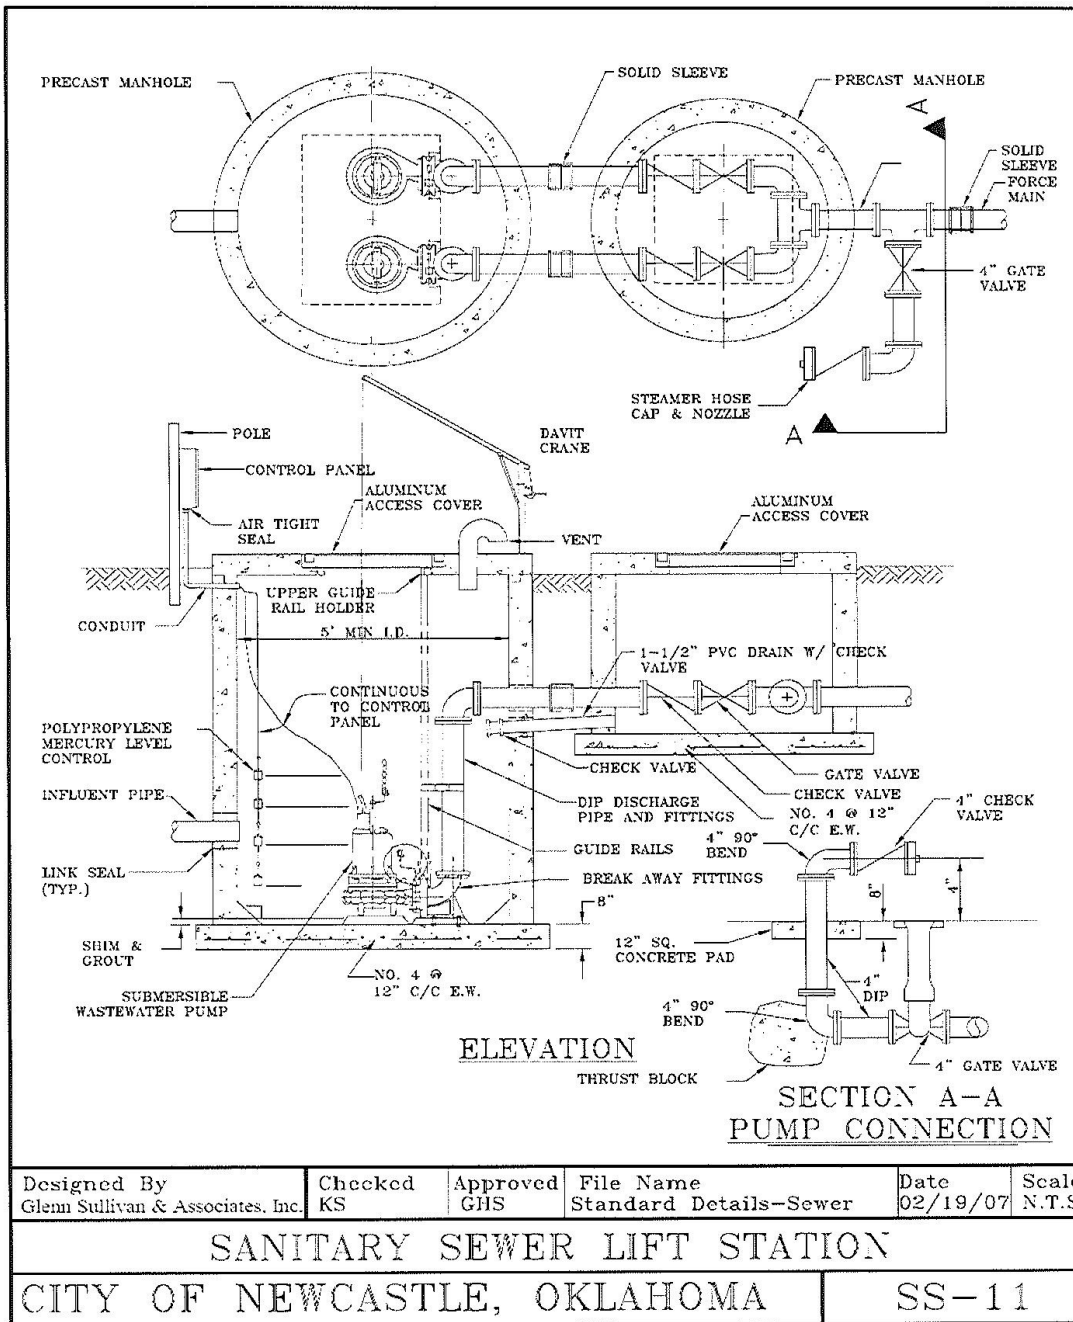 PRECAST MANHOLE
SOLID SLEEVE
PRECAST MANHOLE
A
SOLID
SLEEVE
FORCE
MAIN
4" GATE
VALVE
STEAMER HOSE
CAP & NOZZLE
A
POLE
CONTROL PANEL
AIR TIGHT
SEAL
ALUMINUM
ACCESS COVER
DAVIT
CRANE
VENT
ALUMINUM
ACCESS COVER
UPPER GUIDE
RAIL HOLDER
CONDUIT
5' MIN I.D.
1-1/2" PVC DRAIN W/ CHECK
VALVE
CONTINUOUS
TO CONTROL
PANEL
POLYPROPYLENE
MERCURY LEVEL
CONTROL
INFLUENT PIPE
CHECK VALVE
GATE VALVE
CHECK VALVE
DIP DISCHARGE
PIPE AND FITTINGS
NO. 4 @ 12"
C/C E.W.
4" CHECK
VALVE
4" 90°
BEND
GUIDE RAILS
LINK SEAL
(TYP.)
BREAK AWAY FITTINGS
8"
8"
4"
SHIM &
GROUT
12" SQ.
CONCRETE PAD
NO. 4 @
12" C/C E.W.
SUBMERSIBLE
WASTEWATER PUMP
4"
DIP
4" 90°
BEND
ELEVATION
THRUST BLOCK
4" GATE VALVE
SECTION A-A
PUMP CONNECTION
Designed By
Glenn Sullivan & Associates, Inc.
Checked
KS
Approved
GHS
File Name
Standard Details-Sewer
Date
02/19/07
Scale
N.T.S
SANITARY SEWER LIFT STATION
CITY OF NEWCASTLE, OKLAHOMA
SS-11